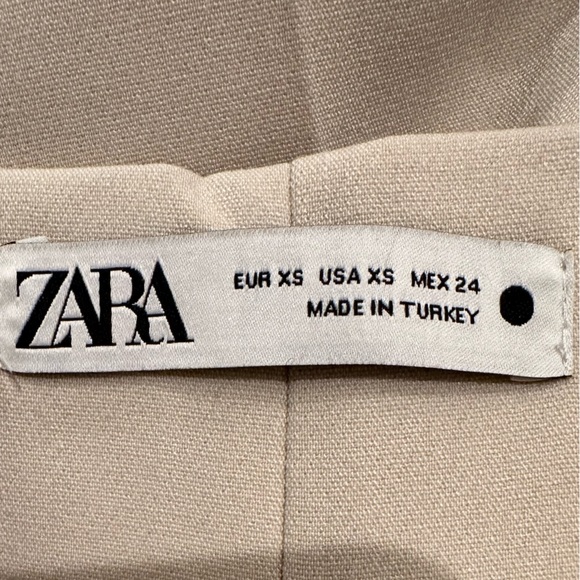 ZARA
EUR XS USA XS MEX 24
MADE IN TURKEY